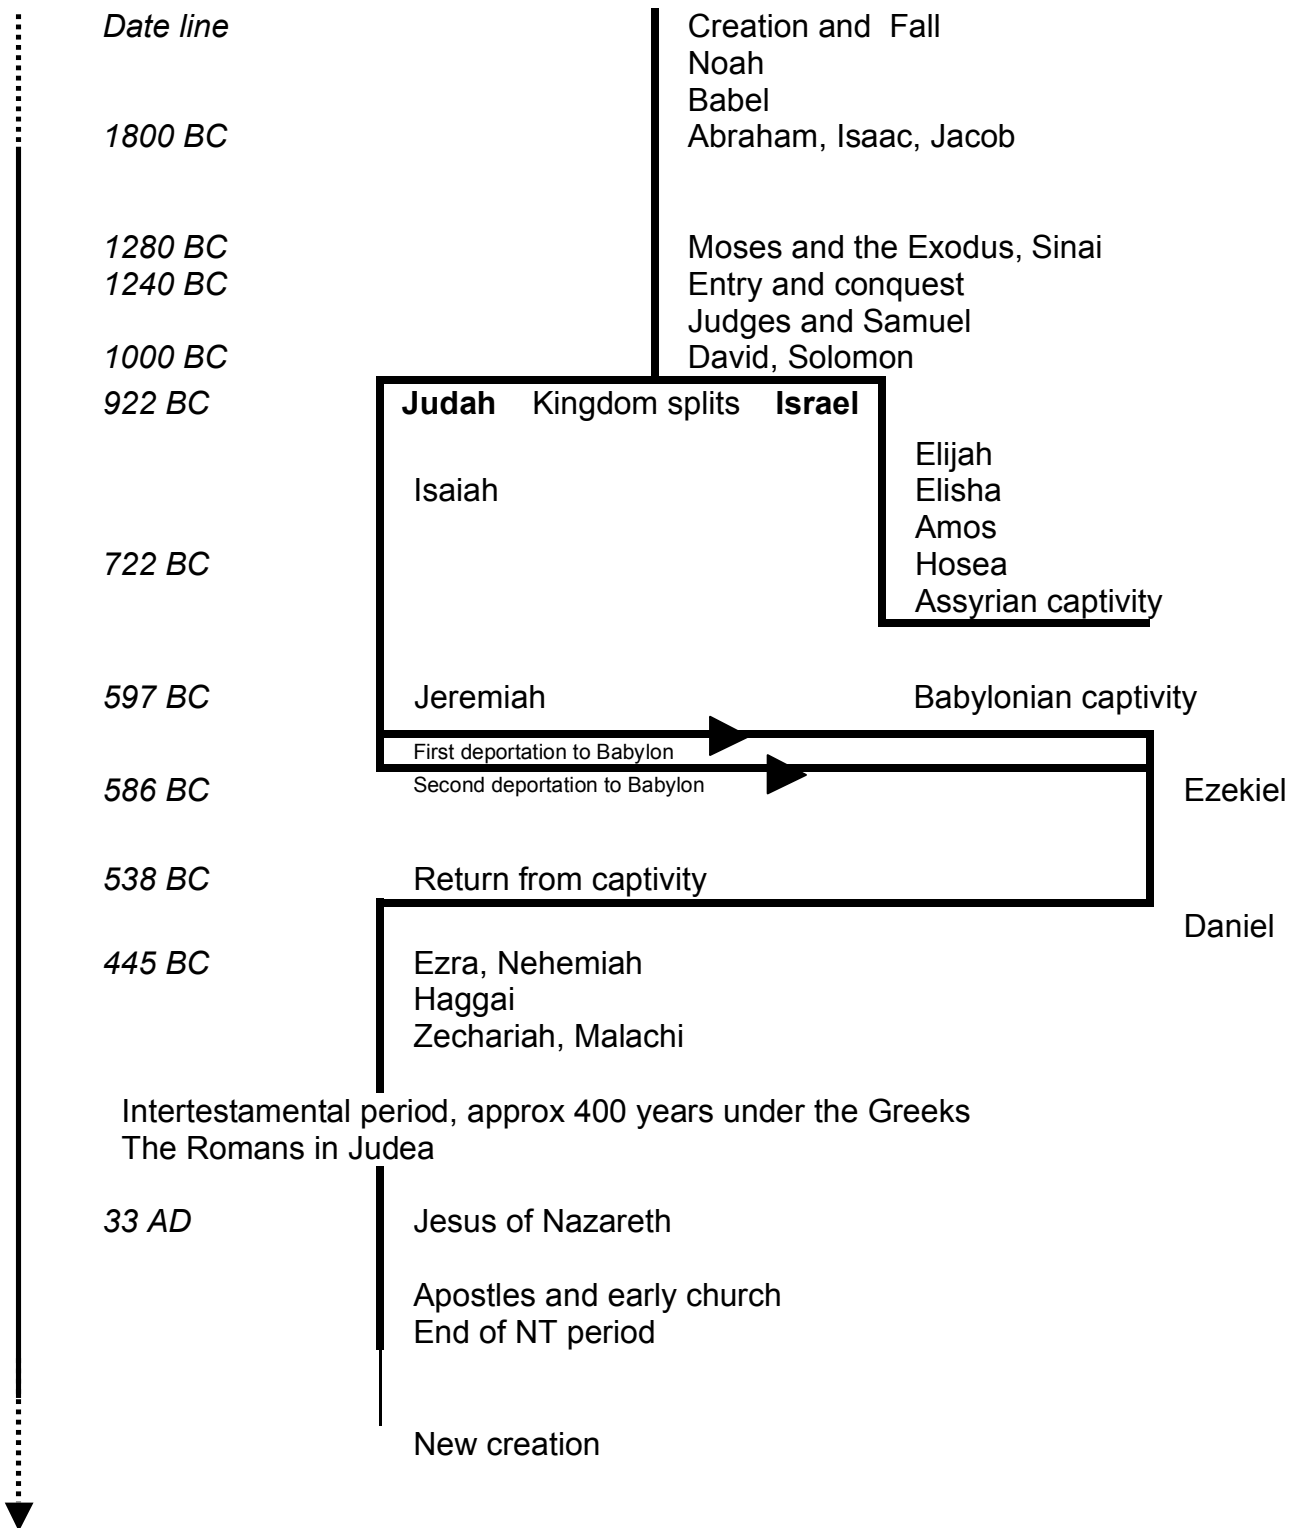 Date line Creation and Fall
Noah
Babel
1800 BC Abraham, Isaac, Jacob
1280 BC Moses and the Exodus, Sinai
1240 BC Entry and conquest
Judges and Samuel
1000 BC David, Solomon
922 BC Judah Kingdom splits Israel
Elijah
Isaiah Elisha
Amos
722 BC Hosea
Assyrian captivity
597 BC Jeremiah Babylonian captivity
First deportation to Babylon
586 BC Second deportation to Babylon Ezekiel
538 BC Return from captivity
Daniel
445 BC Ezra, Nehemiah
Haggai
Zechariah, Malachi
Intertestamental period, approx 400 years under the Greeks
The Romans in Judea
33 AD Jesus of Nazareth
Apostles and early church
End of NT period
New creation